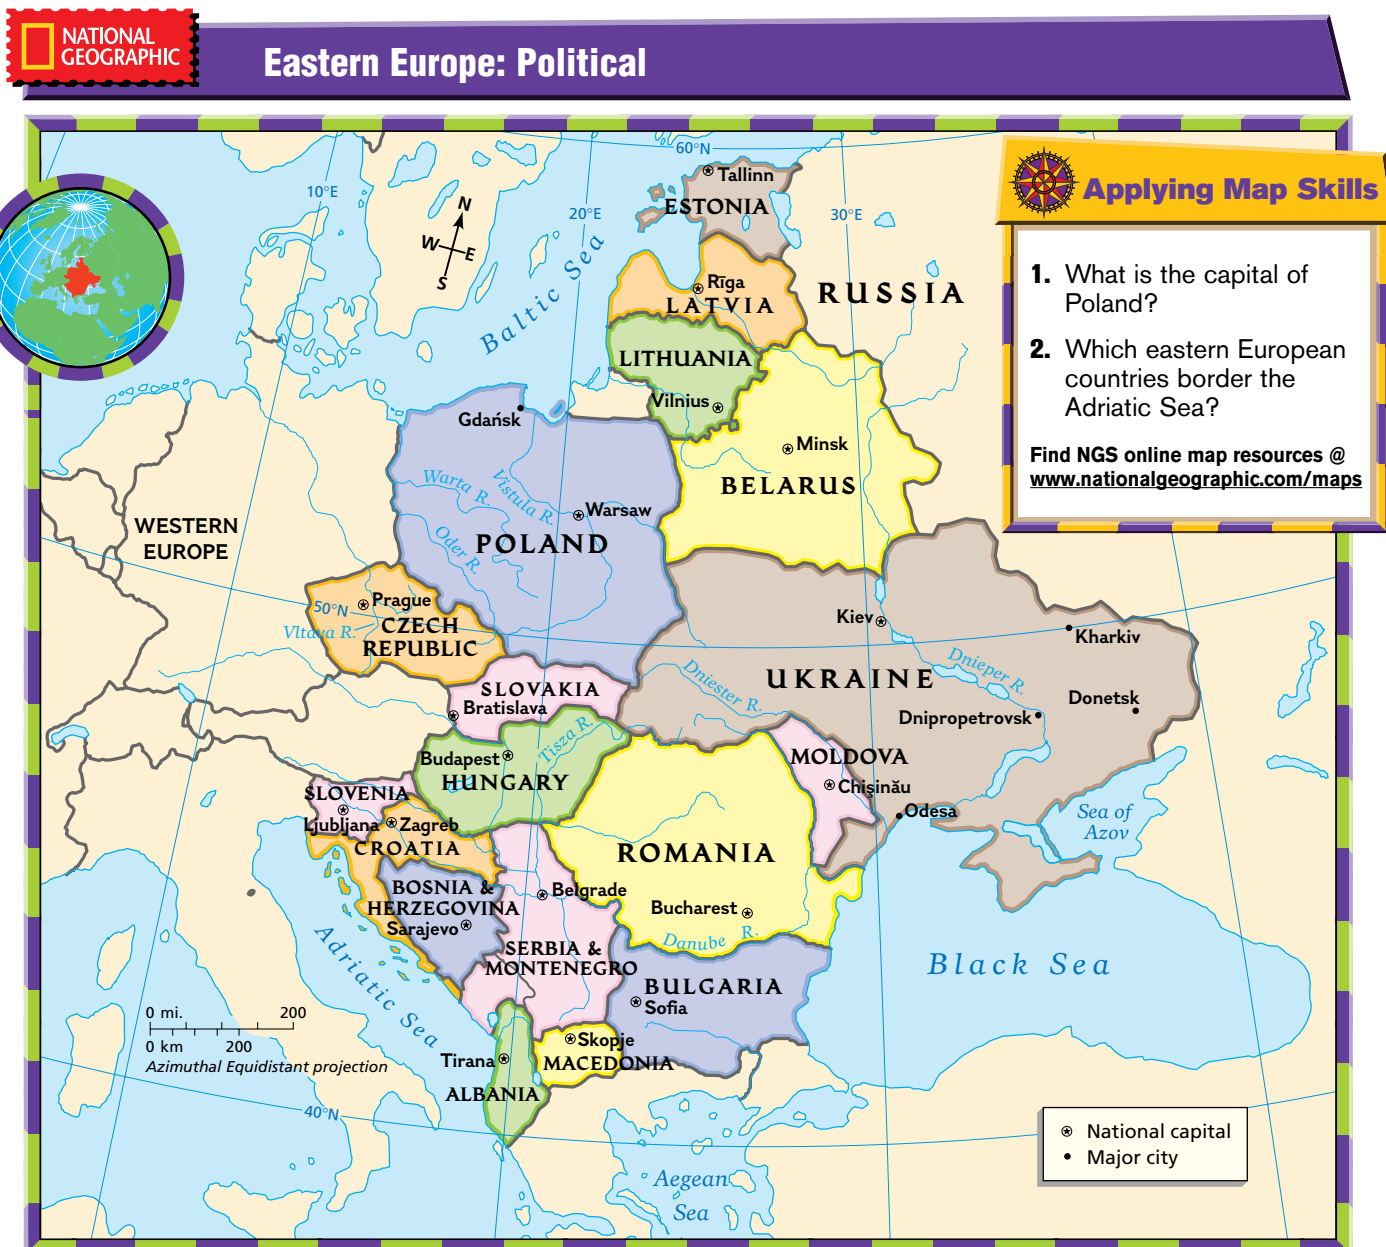 NATIONAL
GEOGRAPHIC
Eastern Europe: Political
Applying Map Skills
1. What is the capital of
Poland?
2. Which eastern European
countries border the
Adriatic Sea?
Find NGS online map resources @
www.nationalgeographic.com/maps
60°N
10°E
20°E
30°E
N
W
E
S
Tallinn
ESTONIA
Baltic Sea
Rīga
LATVIA
RUSSIA
LITHUANIA
Vilnius
Gdańsk
Minsk
BELARUS
Warta R.
Vistula R.
Warsaw
WESTERN
EUROPE
Oder R.
POLAND
50°N
Prague
Vltava R.
CZECH
REPUBLIC
Kiev
Kharkiv
UKRAINE
Dnieper R.
Dniester R.
Donetsk
Dnipropetrovsk
SLOVAKIA
Bratislava
Tisza R.
Budapest
HUNGARY
MOLDOVA
Chişinău
Odesa
Sea of
Azov
SLOVENIA
Ljubljana
Zagreb
CROATIA
ROMANIA
BOSNIA &
HERZEGOVINA
Sarajevo
Belgrade
Bucharest
Danube R.
SERBIA &
MONTENEGRO
Adriatic Sea
Black Sea
BULGARIA
Sofia
0 mi.
200
0 km
200
Azimuthal Equidistant projection
Skopje
MACEDONIA
Tirana
ALBANIA
40°N
Aegean
Sea
National capital
Major city